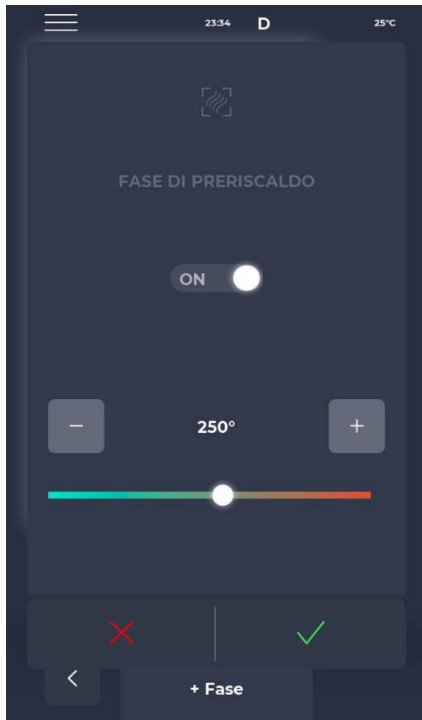 23:34 D 25°C
FASE DI PRERISCALDO
ON
− 250° +
+ Fase